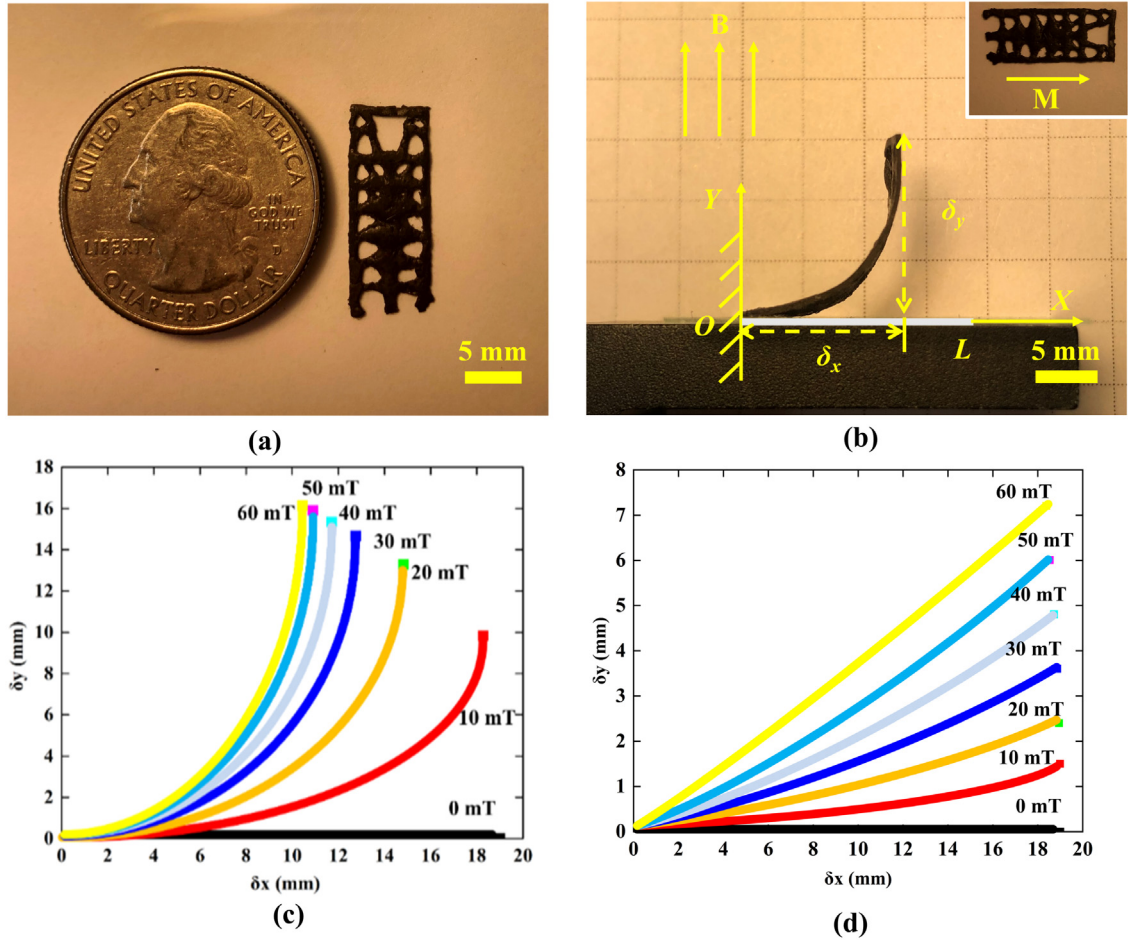 UNITED STATES OF AMERICA
LIBERTY
IN
GOD WE
TRUST
D
QUARTER DOLLAR
5 mm
(a)
B
M
Y
δy
O
δx
L
X
5 mm
(b)
18
16
14
12
10
8
6
4
2
0
0 2 4 6 8 10 12 14 16 18 20
δy (mm)
δx (mm)
60 mT
50 mT
40 mT
30 mT
20 mT
10 mT
0 mT
(c)
8
7
6
5
4
3
2
1
0
0 2 4 6 8 10 12 14 16 18 20
δy (mm)
δx (mm)
60 mT
50 mT
40 mT
30 mT
20 mT
10 mT
0 mT
(d)